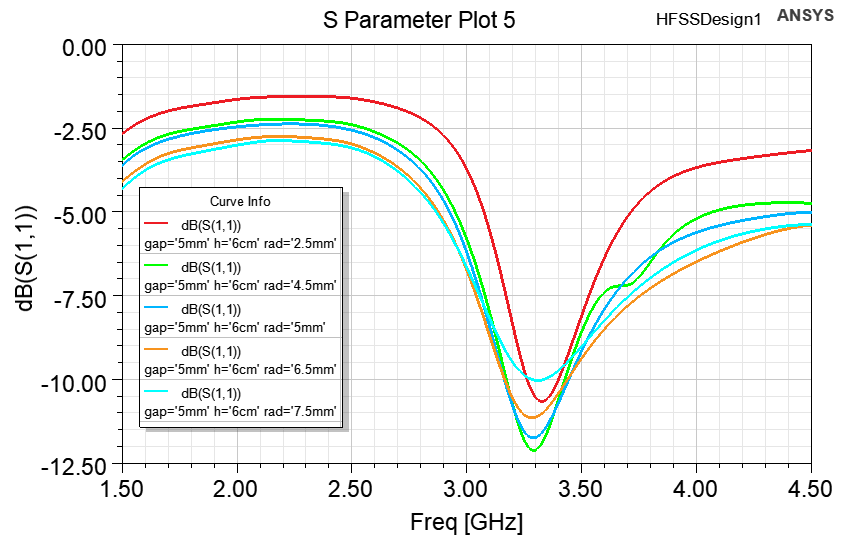 S Parameter Plot 5
HFSSDesign1
ANSYS
0.00
-2.50
-5.00
-7.50
-10.00
-12.50
dB(S(1,1))
Curve Info
dB(S(1,1))
gap='5mm' h='6cm' rad='2.5mm'
dB(S(1,1))
gap='5mm' h='6cm' rad='4.5mm'
dB(S(1,1))
gap='5mm' h='6cm' rad='5mm'
dB(S(1,1))
gap='5mm' h='6cm' rad='6.5mm'
dB(S(1,1))
gap='5mm' h='6cm' rad='7.5mm'
1.50 2.00 2.50 3.00 3.50 4.00 4.50
Freq [GHz]